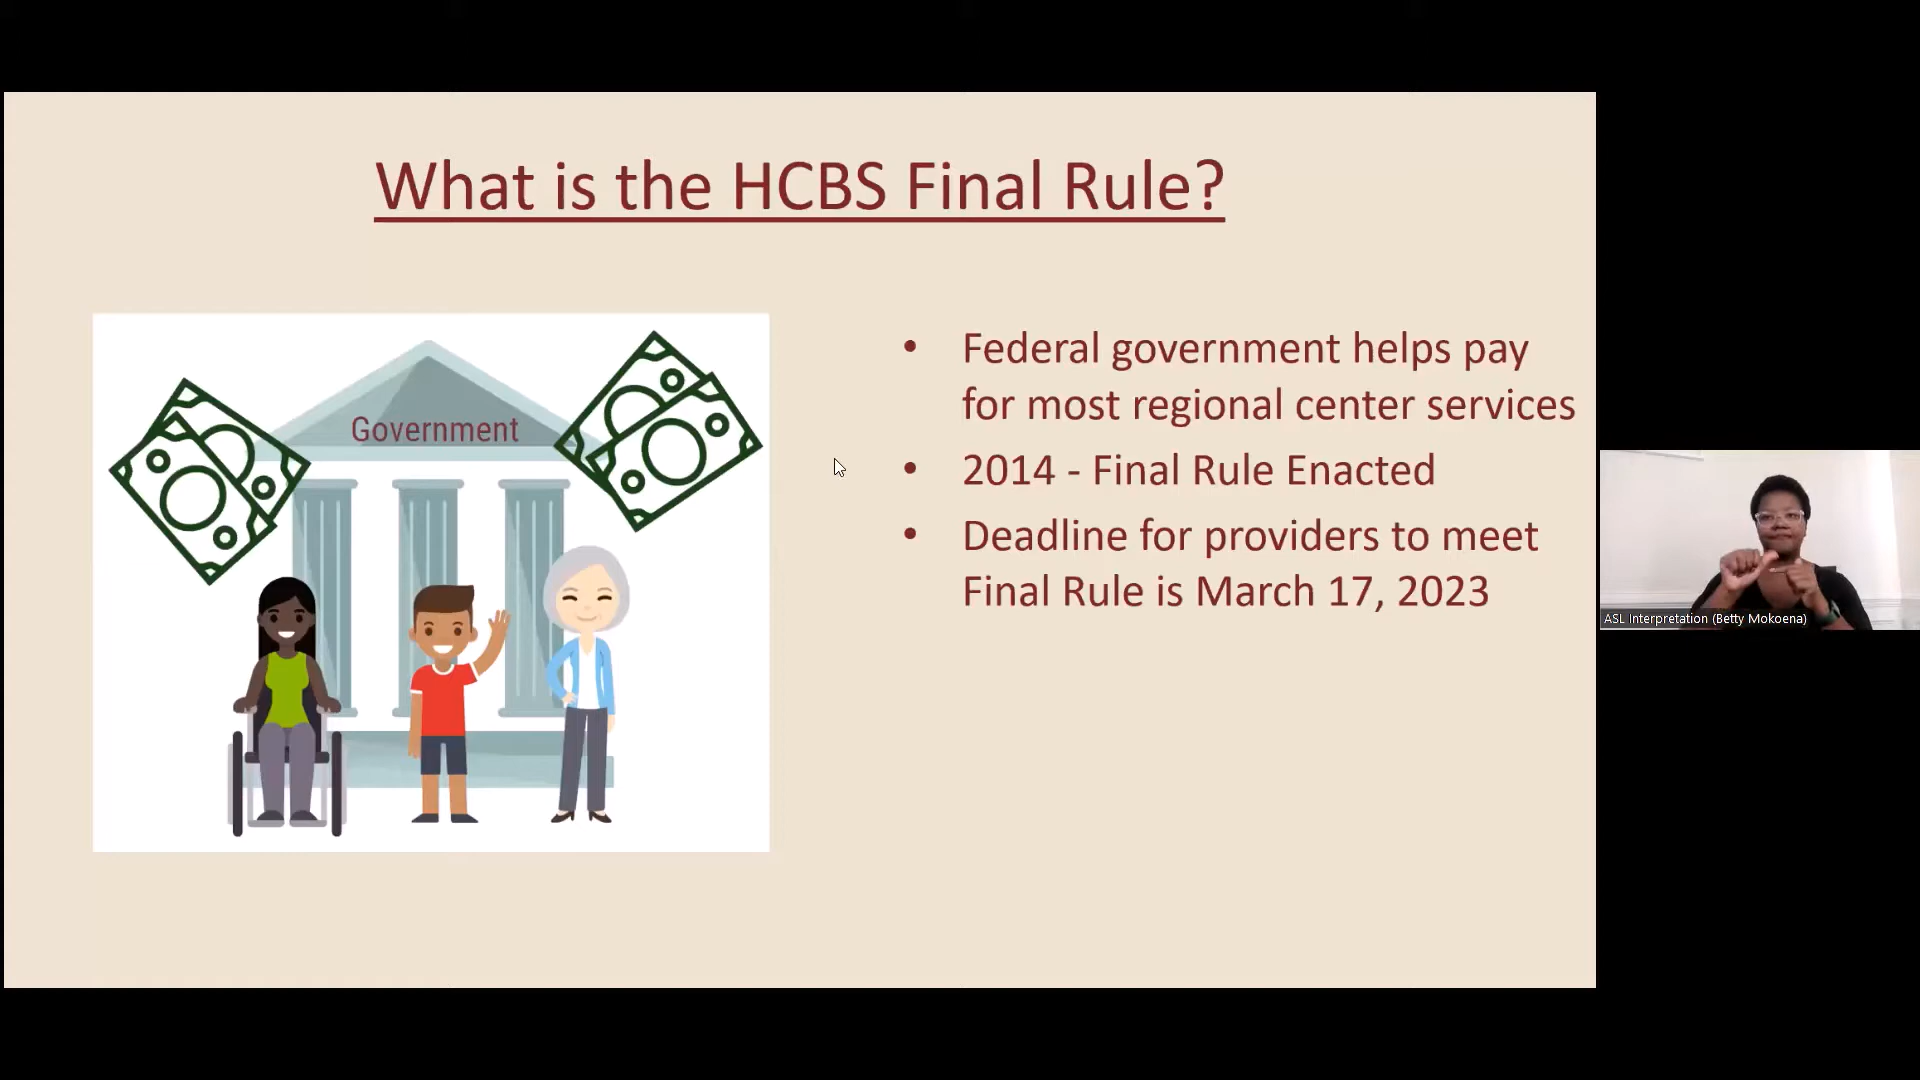 What is the HCBS Final Rule?
Government
• Federal government helps pay
for most regional center services
• 2014 - Final Rule Enacted
• Deadline for providers to meet
Final Rule is March 17, 2023
ASL Interpretation (Betty Mokoena)